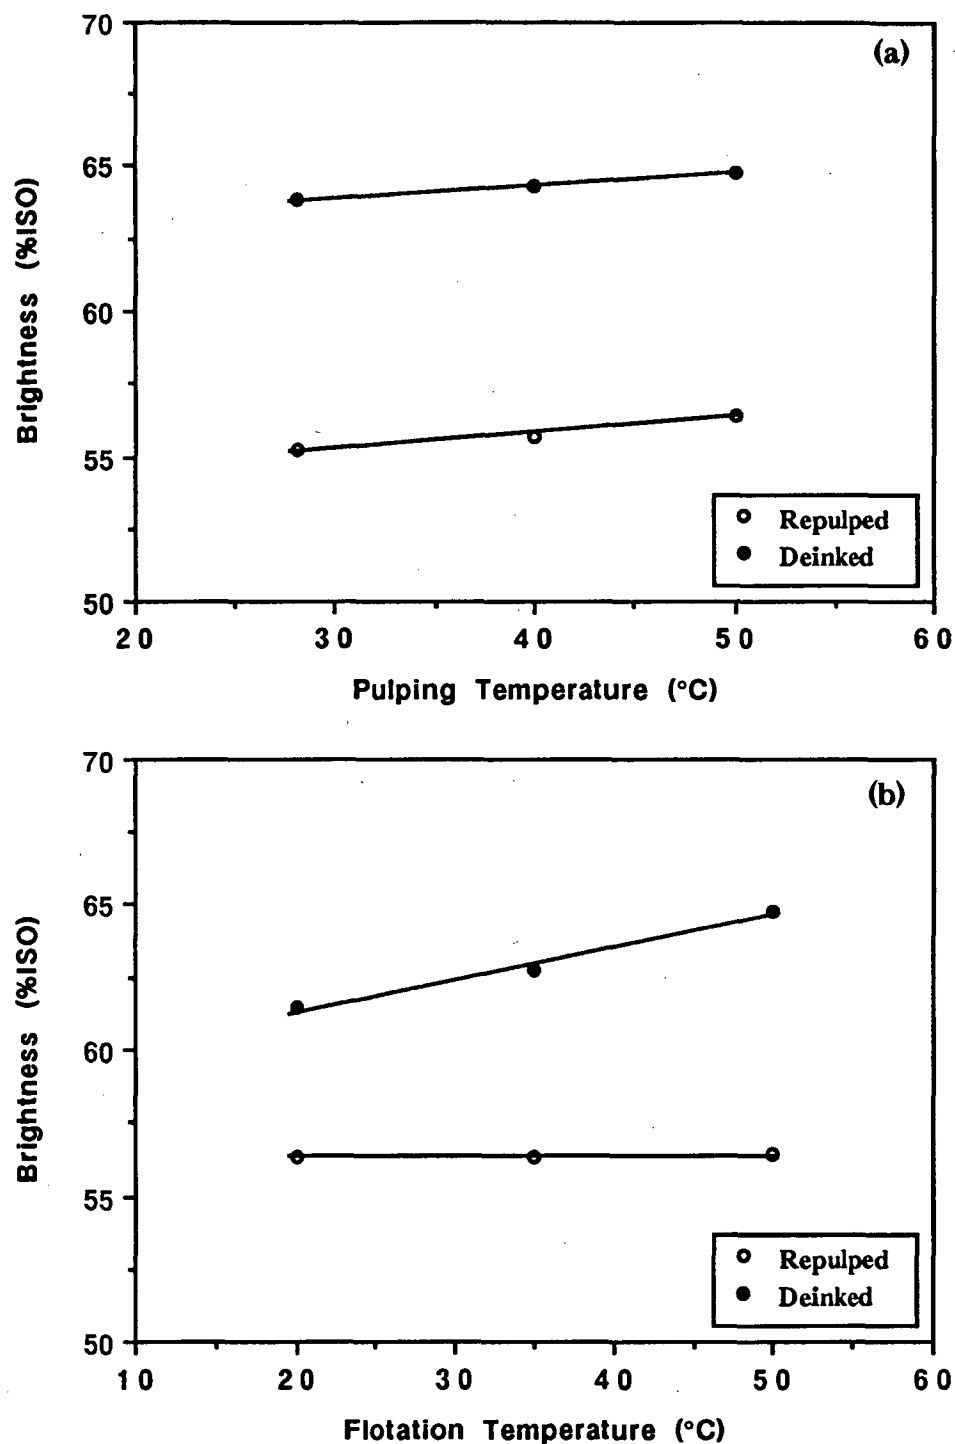 70
(a)
65
60
55
50
Brightness (%ISO)
Repulped
Deinked
20 30 40 50 60
Pulping Temperature (°C)
70
(b)
65
60
55
50
Brightness (%ISO)
Repulped
Deinked
10 20 30 40 50 60
Flotation Temperature (°C)